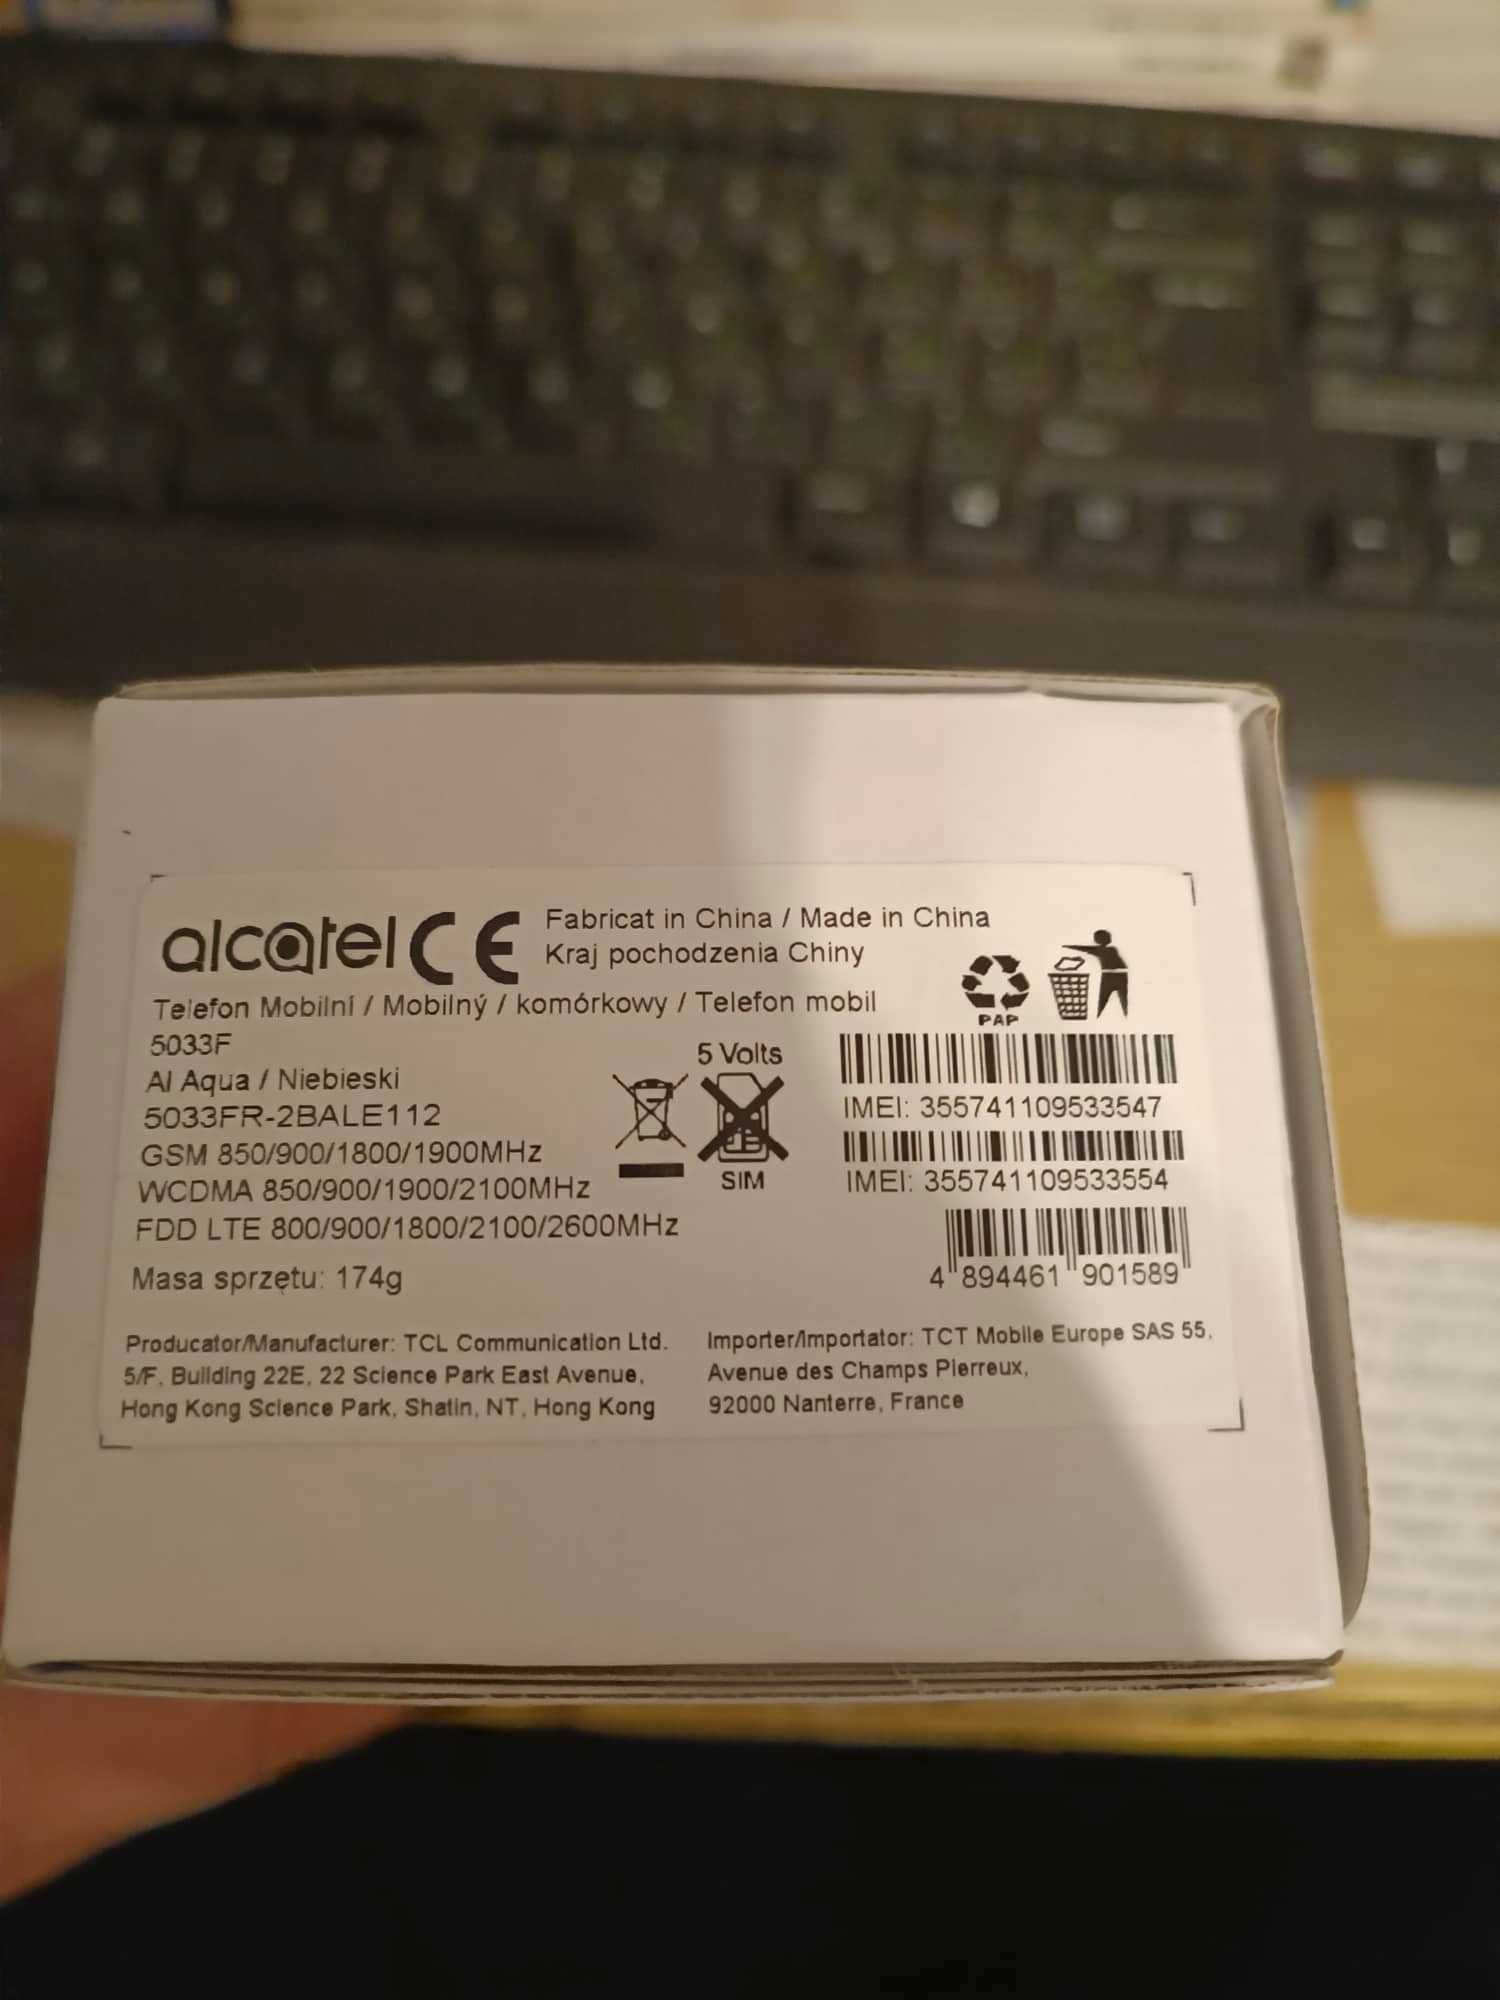 alcatel CE
Fabricat in China / Made in China
Kraj pochodzenia Chiny
Telefon Mobilní / Mobilný / komórkowy / Telefon mobil
PAP
5033F
Al Aqua / Niebieski
5033FR-2BALE112
GSM 850/900/1800/1900MHz
WCDMA 850/900/1900/2100MHz
FDD LTE 800/900/1800/2100/2600MHz
Masa sprzętu: 174g
5 Volts
SIM
IMEI: 355741109533547
IMEI: 355741109533554
4 894461 901589
Producator/Manufacturer: TCL Communication Ltd.
5/F, Building 22E, 22 Science Park East Avenue,
Hong Kong Science Park, Shatin, NT, Hong Kong
Importer/Importator: TCT Mobile Europe SAS 55,
Avenue des Champs Pierreux,
92000 Nanterre, France